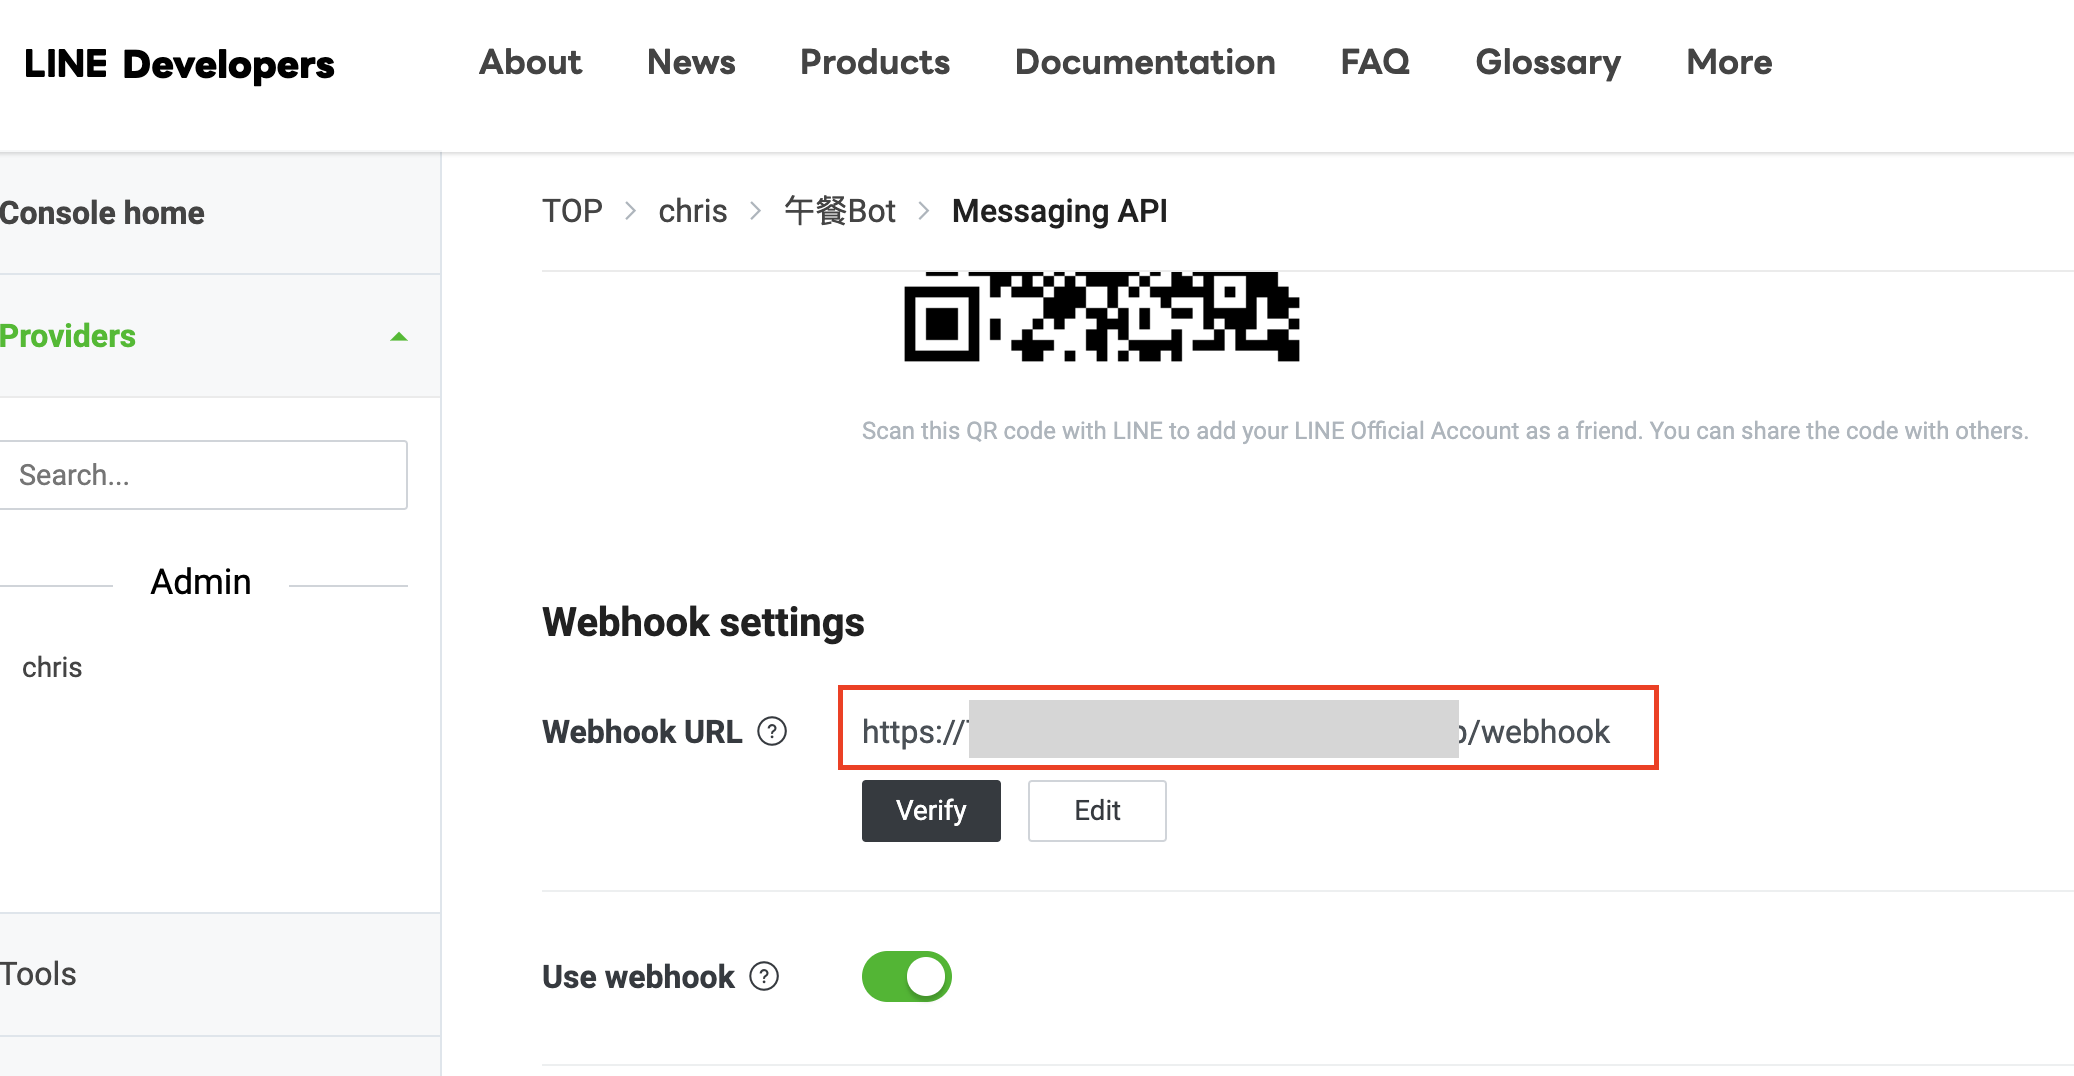 LINE Developers
About
News
Products
Documentation
FAQ
Glossary
More
Console home
Providers
Search...
Admin
chris
Tools
TOP > chris > 午餐Bot > Messaging API
Scan this QR code with LINE to add your LINE Official Account as a friend. You can share the code with others.
Webhook settings
Webhook URL ?
https:// /webhook
Verify
Edit
Use webhook ?